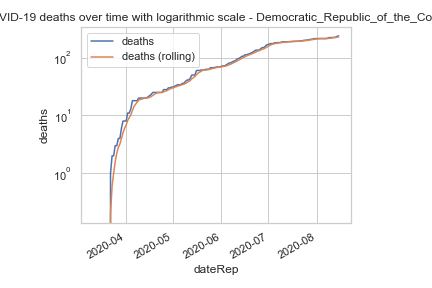 VID-19 deaths over time with logarithmic scale - Democratic_Republic_of_the_Co
deaths
deaths (rolling)
10²
10¹
10⁰
deaths
2020-04
2020-05
2020-06
2020-07
2020-08
dateRep